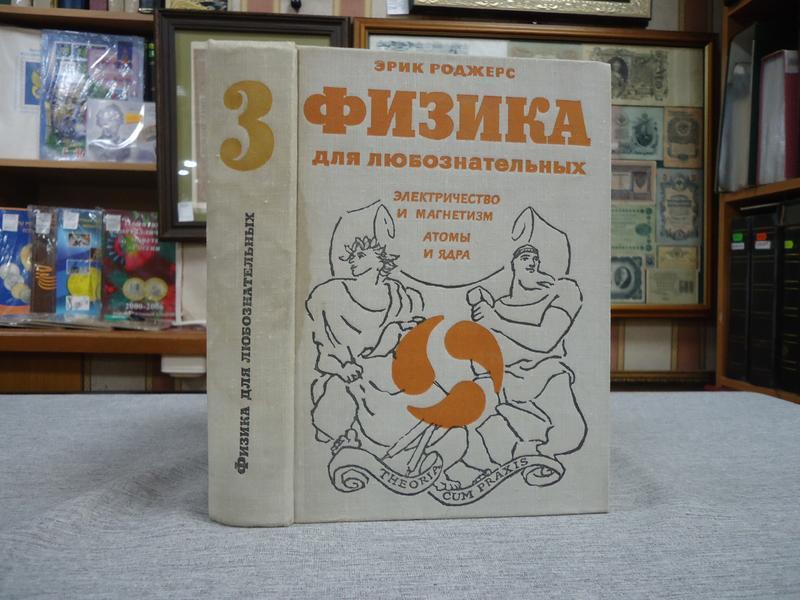 3
Физика для любознательных
ЭРИК РОДЖЕРС
ФИЗИКА
ДЛЯ ЛЮБОЗНАТЕЛЬНЫХ
ЭЛЕКТРИЧЕСТВО
И МАГНЕТИЗМ
АТОМЫ
И ЯДРА
THEORIA
CUM PRAXIS